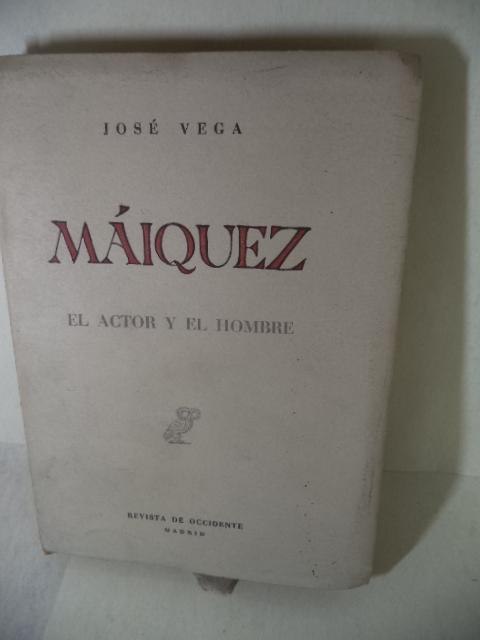 JOSÉ VEGA
MÁIQUEZ
EL ACTOR Y EL HOMBRE
REVISTA DE OCCIDENTE
MADRID